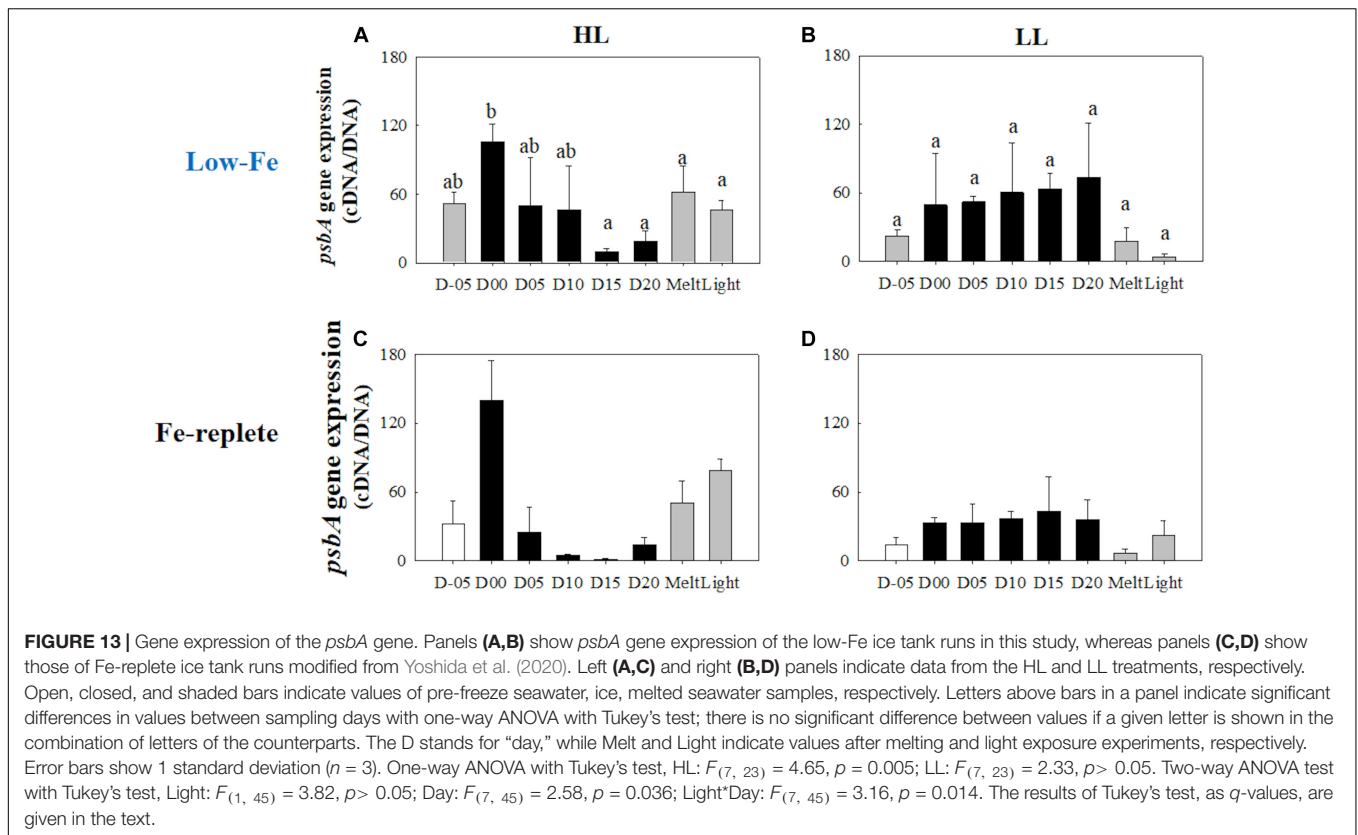 A HL
B LL
Low-Fe
psbA gene expression
(cDNA/DNA)
180
120
60
0
ab
b
ab
ab
a
a
a
a
D-05 D00 D05 D10 D15 D20 Melt Light
180
120
60
0
a
a
a
a
a
a
a
a
D-05 D00 D05 D10 D15 D20 Melt Light
C
Fe-replete
psbA gene expression
(cDNA/DNA)
180
120
60
0
D-05 D00 D05 D10 D15 D20 Melt Light
D
180
120
60
0
D-05 D00 D05 D10 D15 D20 Melt Light
FIGURE 13 | Gene expression of the psbA gene. Panels (A,B) show psbA gene expression of the low-Fe ice tank runs in this study, whereas panels (C,D) show
those of Fe-replete ice tank runs modified from Yoshida et al. (2020). Left (A,C) and right (B,D) panels indicate data from the HL and LL treatments, respectively.
Open, closed, and shaded bars indicate values of pre-freeze seawater, ice, melted seawater samples, respectively. Letters above bars in a panel indicate significant
differences in values between sampling days with one-way ANOVA with Tukey's test; there is no significant difference between values if a given letter is shown in the
combination of letters of the counterparts. The D stands for "day," while Melt and Light indicate values after melting and light exposure experiments, respectively.
Error bars show 1 standard deviation (n = 3). One-way ANOVA with Tukey's test, HL: F(7, 23) = 4.65, p = 0.005; LL: F(7, 23) = 2.33, p> 0.05. Two-way ANOVA test
with Tukey's test, Light: F(1, 45) = 3.82, p> 0.05; Day: F(7, 45) = 2.58, p = 0.036; Light*Day: F(7, 45) = 3.16, p = 0.014. The results of Tukey's test, as q-values, are
given in the text.